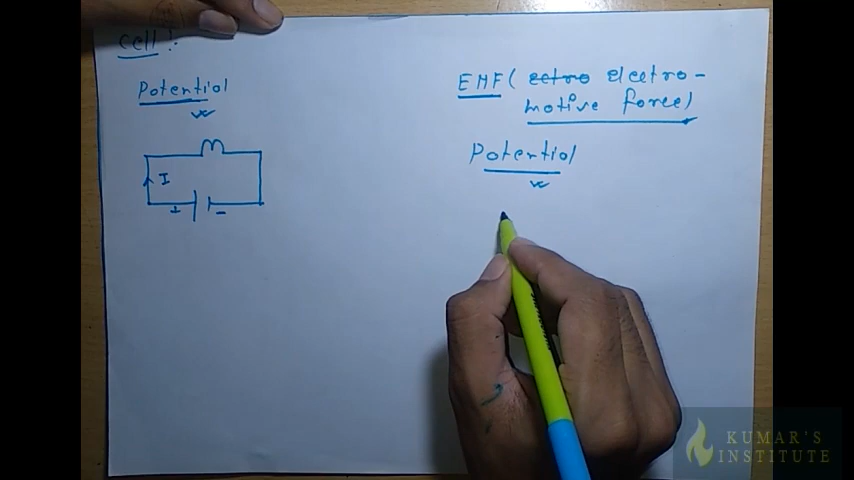 cell :
Potential
I
+ -
EMF ( eetro electro -
motive force)
Potential
KUMAR'S
INSTITUTE